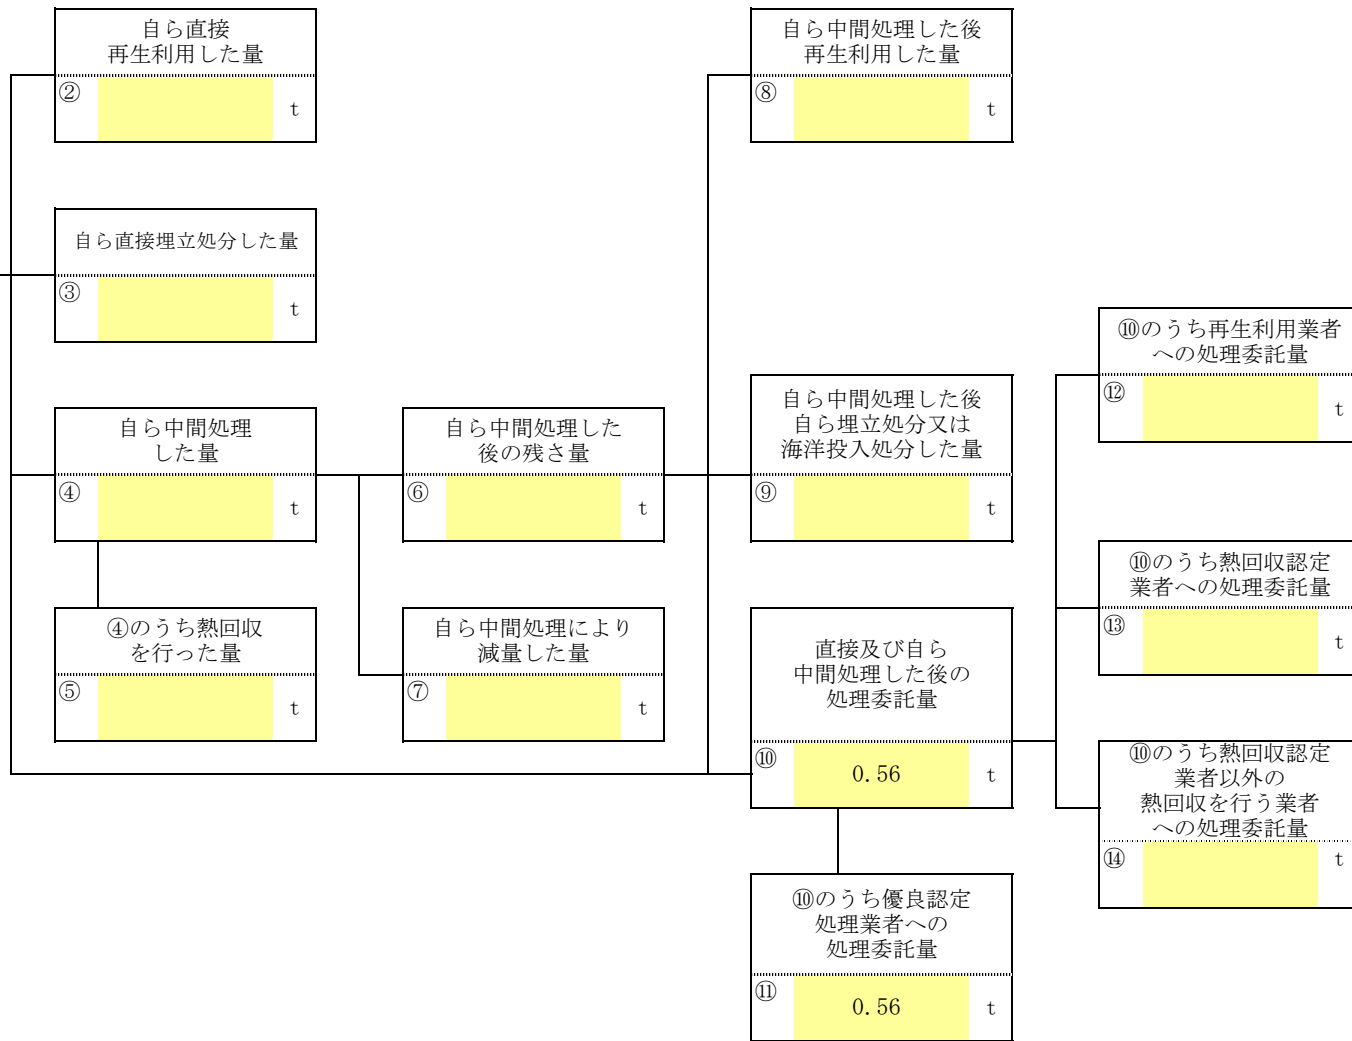 自ら直接
再生利用した量
②
t
自ら中間処理した後
再生利用した量
⑧
t
自ら直接埋立処分した量
③
t
⑩のうち再生利用業者
への処理委託量
⑫
t
自ら中間処理
した量
④
t
自ら中間処理した
後の残さ量
⑥
t
自ら中間処理した後
自ら埋立処分又は
海洋投入処分した量
⑨
t
⑩のうち熱回収認定
業者への処理委託量
⑬
t
④のうち熱回収
を行った量
⑤
t
自ら中間処理により
減量した量
⑦
t
直接及び自ら
中間処理した後の
処理委託量
⑩
0.56
t
⑩のうち熱回収認定
業者以外の
熱回収を行う業者
への処理委託量
⑭
t
⑩のうち優良認定
処理業者への
処理委託量
⑪
0.56
t